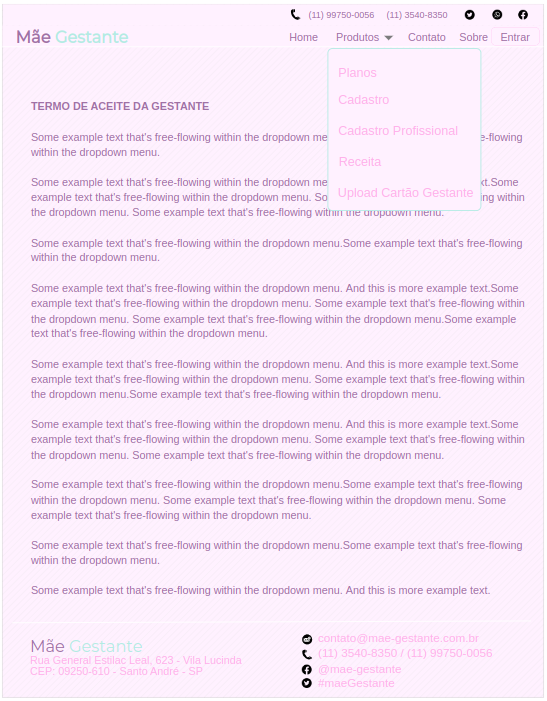 (11) 99750-0056 (11) 3540-8350
Mãe Gestante
Home Produtos Contato Sobre Entrar
Planos
Cadastro
Cadastro Profissional
Receita
Upload Cartão Gestante
TERMO DE ACEITE DA GESTANTE
Some example text that's free-flowing within the dropdown me e-flowing
within the dropdown menu.
Some example text that's free-flowing within the dropdown me xt.Some
example text that's free-flowing within the dropdown menu. So ng within
the dropdown menu. Some example text that's free-flowing within the dropdown menu.
Some example text that's free-flowing within the dropdown menu.Some example text that's free-flowing
within the dropdown menu.
Some example text that's free-flowing within the dropdown menu. And this is more example text.Some
example text that's free-flowing within the dropdown menu. Some example text that's free-flowing within
the dropdown menu. Some example text that's free-flowing within the dropdown menu.Some example
text that's free-flowing within the dropdown menu.
Some example text that's free-flowing within the dropdown menu. And this is more example text.Some
example text that's free-flowing within the dropdown menu. Some example text that's free-flowing within
the dropdown menu.Some example text that's free-flowing within the dropdown menu.
Some example text that's free-flowing within the dropdown menu. And this is more example text.Some
example text that's free-flowing within the dropdown menu. Some example text that's free-flowing within
the dropdown menu. Some example text that's free-flowing within the dropdown menu.
Some example text that's free-flowing within the dropdown menu.Some example text that's free-flowing
within the dropdown menu. Some example text that's free-flowing within the dropdown menu. Some
example text that's free-flowing within the dropdown menu.
Some example text that's free-flowing within the dropdown menu.Some example text that's free-flowing
within the dropdown menu.
Some example text that's free-flowing within the dropdown menu. And this is more example text.
Mãe Gestante
Rua General Estilac Leal, 623 - Vila Lucinda
CEP: 09250-610 - Santo André - SP
contato@mae-gestante.com.br
(11) 3540-8350 / (11) 99750-0056
@mae-gestante
#maeGestante